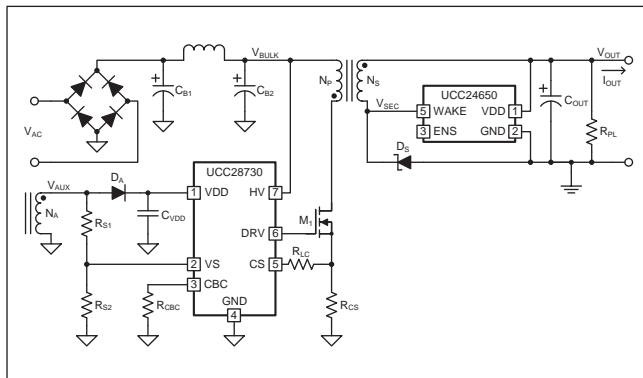 V_BULK
N_P
N_S
V_OUT
I_OUT
+
C_B1
+
C_B2
V_AC
V_SEC
UCC24650
5 WAKE VDD 1
3 ENS GND 2
+
C_OUT
R_PL
D_S
UCC28730
V_AUX
D_A
1 VDD HV 7
N_A
R_S1
C_VDD
M_1
DRV 6
2 VS CS 5
R_LC
3 CBC
R_S2
R_CBC
GND
4
R_CS